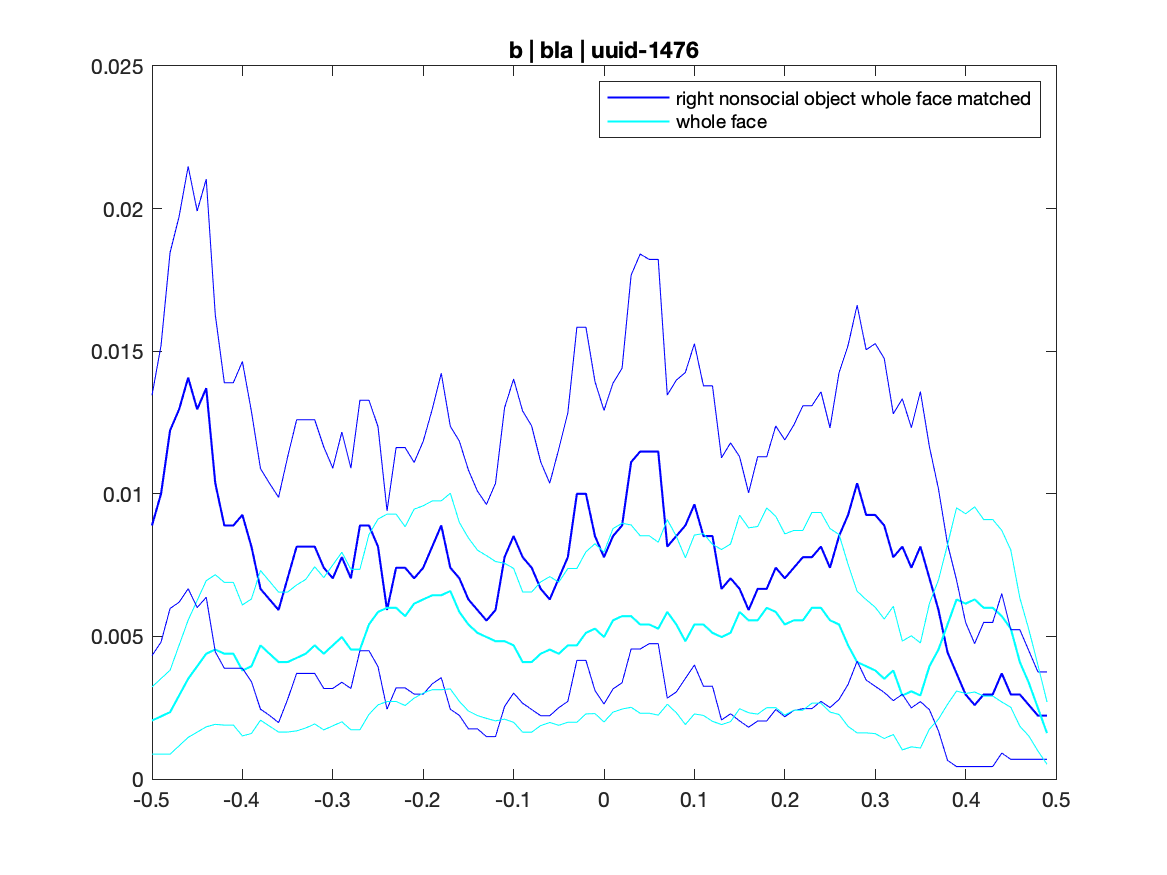 b | bla | uuid-1476
right nonsocial object whole face matched
whole face
0.025
0.02
0.015
0.01
0.005
0
-0.5 -0.4 -0.3 -0.2 -0.1 0 0.1 0.2 0.3 0.4 0.5